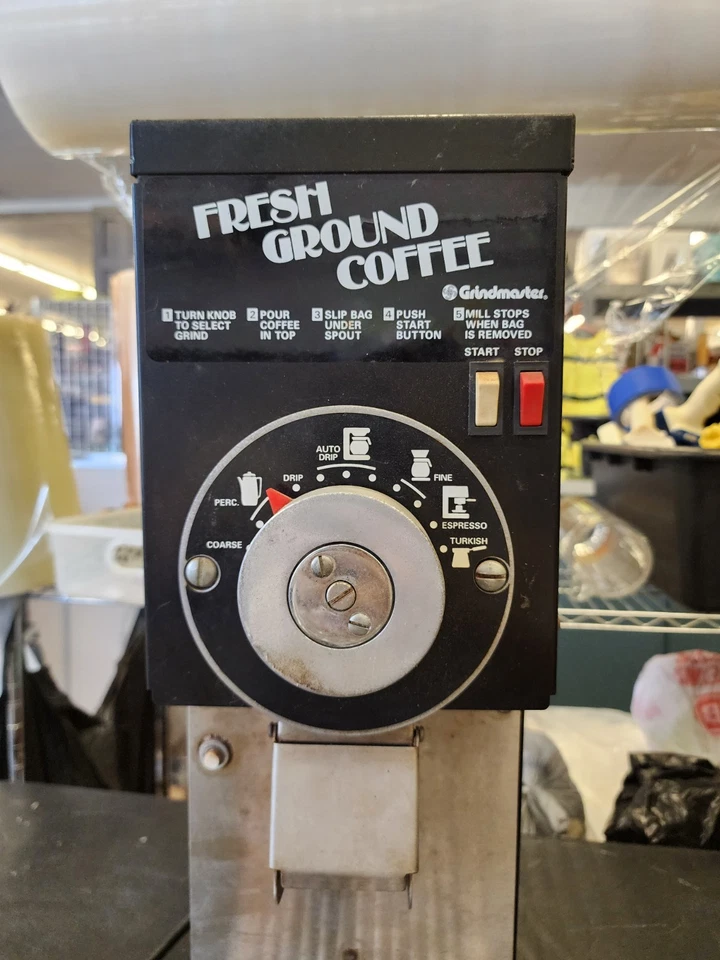 FRESH
GROUND
COFFEE
Grindmaster®
1 TURN KNOB
TO SELECT
GRIND
2 POUR
COFFEE
IN TOP
3 SLIP BAG
UNDER
SPOUT
4 PUSH
START
BUTTON
5 MILL STOPS
WHEN BAG
IS REMOVED
START STOP
AUTO
DRIP
DRIP
FINE
PERC.
ESPRESSO
COARSE
TURKISH